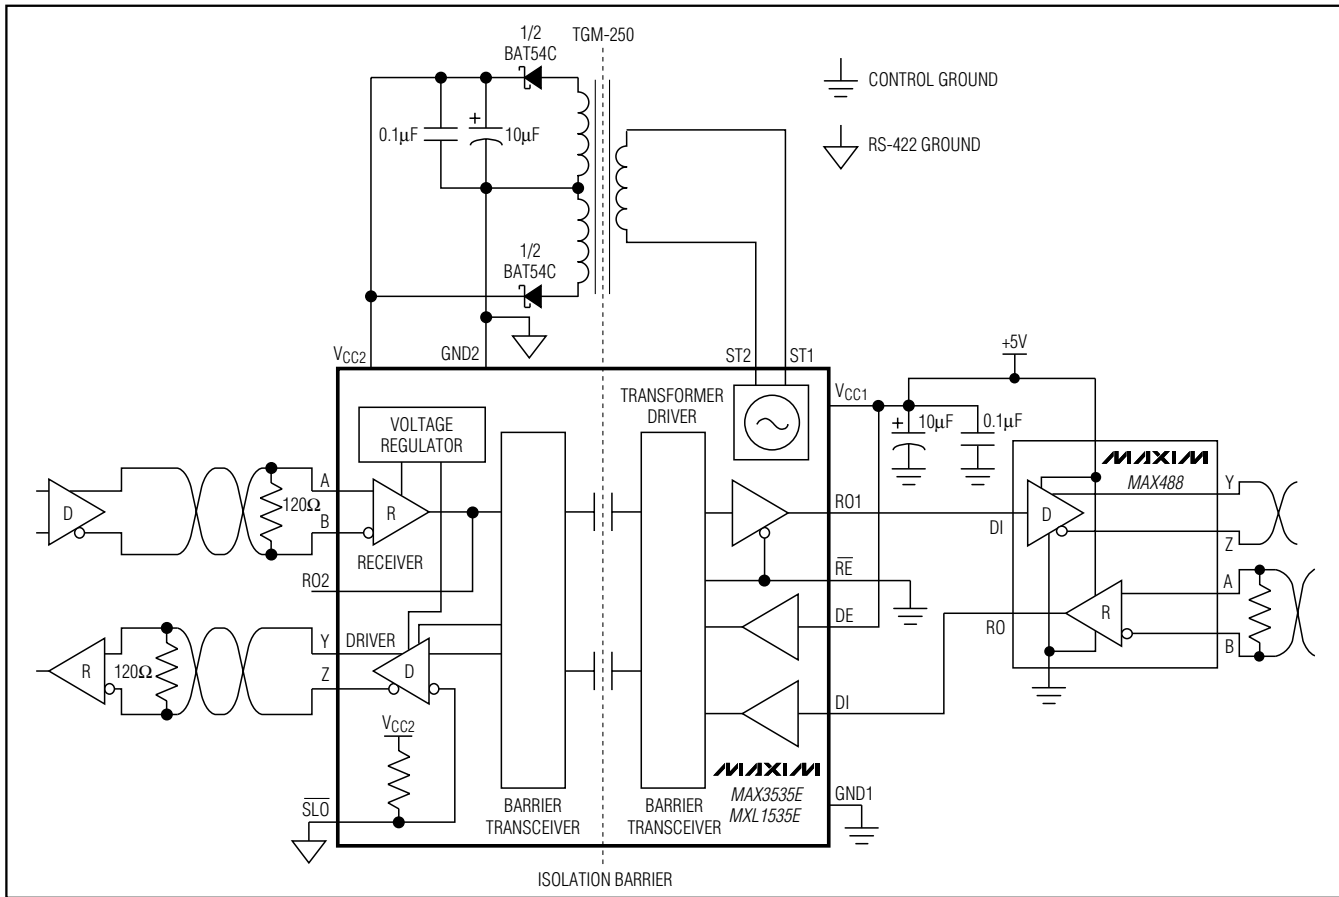 1/2
BAT54C
TGM-250
CONTROL GROUND
0.1µF
10µF
+
RS-422 GROUND
1/2
BAT54C
VCC2
GND2
ST2
ST1
+5V
VOLTAGE
REGULATOR
TRANSFORMER
DRIVER
VCC1
+
10µF
0.1µF
MAXIM
MAX488
D
120Ω
A
B
R
RECEIVER
RO1
DI
D
Y
Z
RO2
RE
DE
RO
R
A
B
R
120Ω
Y
Z
DRIVER
D
DI
VCC2
SLO
BARRIER
TRANSCEIVER
BARRIER
TRANSCEIVER
MAXIM
MAX3535E
MXL1535E
GND1
ISOLATION BARRIER